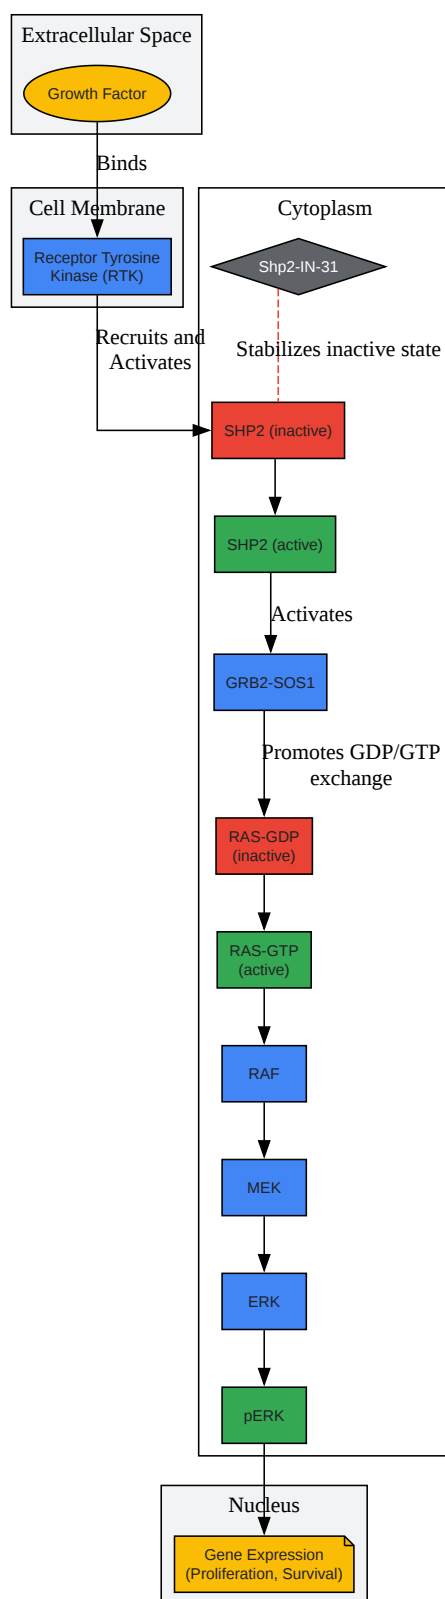 Extracellular Space
Growth Factor
Binds
Cell Membrane
Cytoplasm
Receptor Tyrosine
Kinase (RTK)
Shp2-IN-31
Recruits and
Activates
Stabilizes inactive state
SHP2 (inactive)
SHP2 (active)
Activates
GRB2-SOS1
Promotes GDP/GTP
exchange
RAS-GDP
(inactive)
RAS-GTP
(active)
RAF
MEK
ERK
pERK
Nucleus
Gene Expression
(Proliferation, Survival)